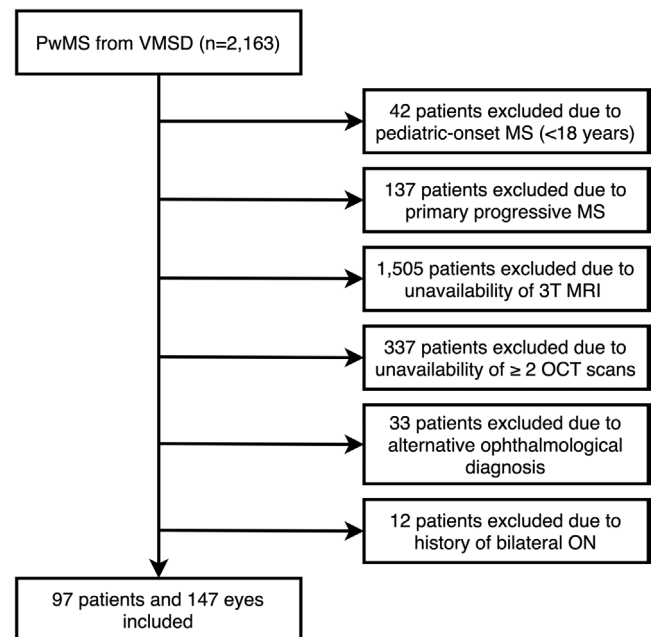 PwMS from VMSD (n=2,163)
42 patients excluded due to
pediatric-onset MS (<18 years)
137 patients excluded due to
primary progressive MS
1,505 patients excluded due to
unavailability of 3T MRI
337 patients excluded due to
unavailability of ≥ 2 OCT scans
33 patients excluded due to
alternative ophthalmological
diagnosis
12 patients excluded due to
history of bilateral ON
97 patients and 147 eyes
included